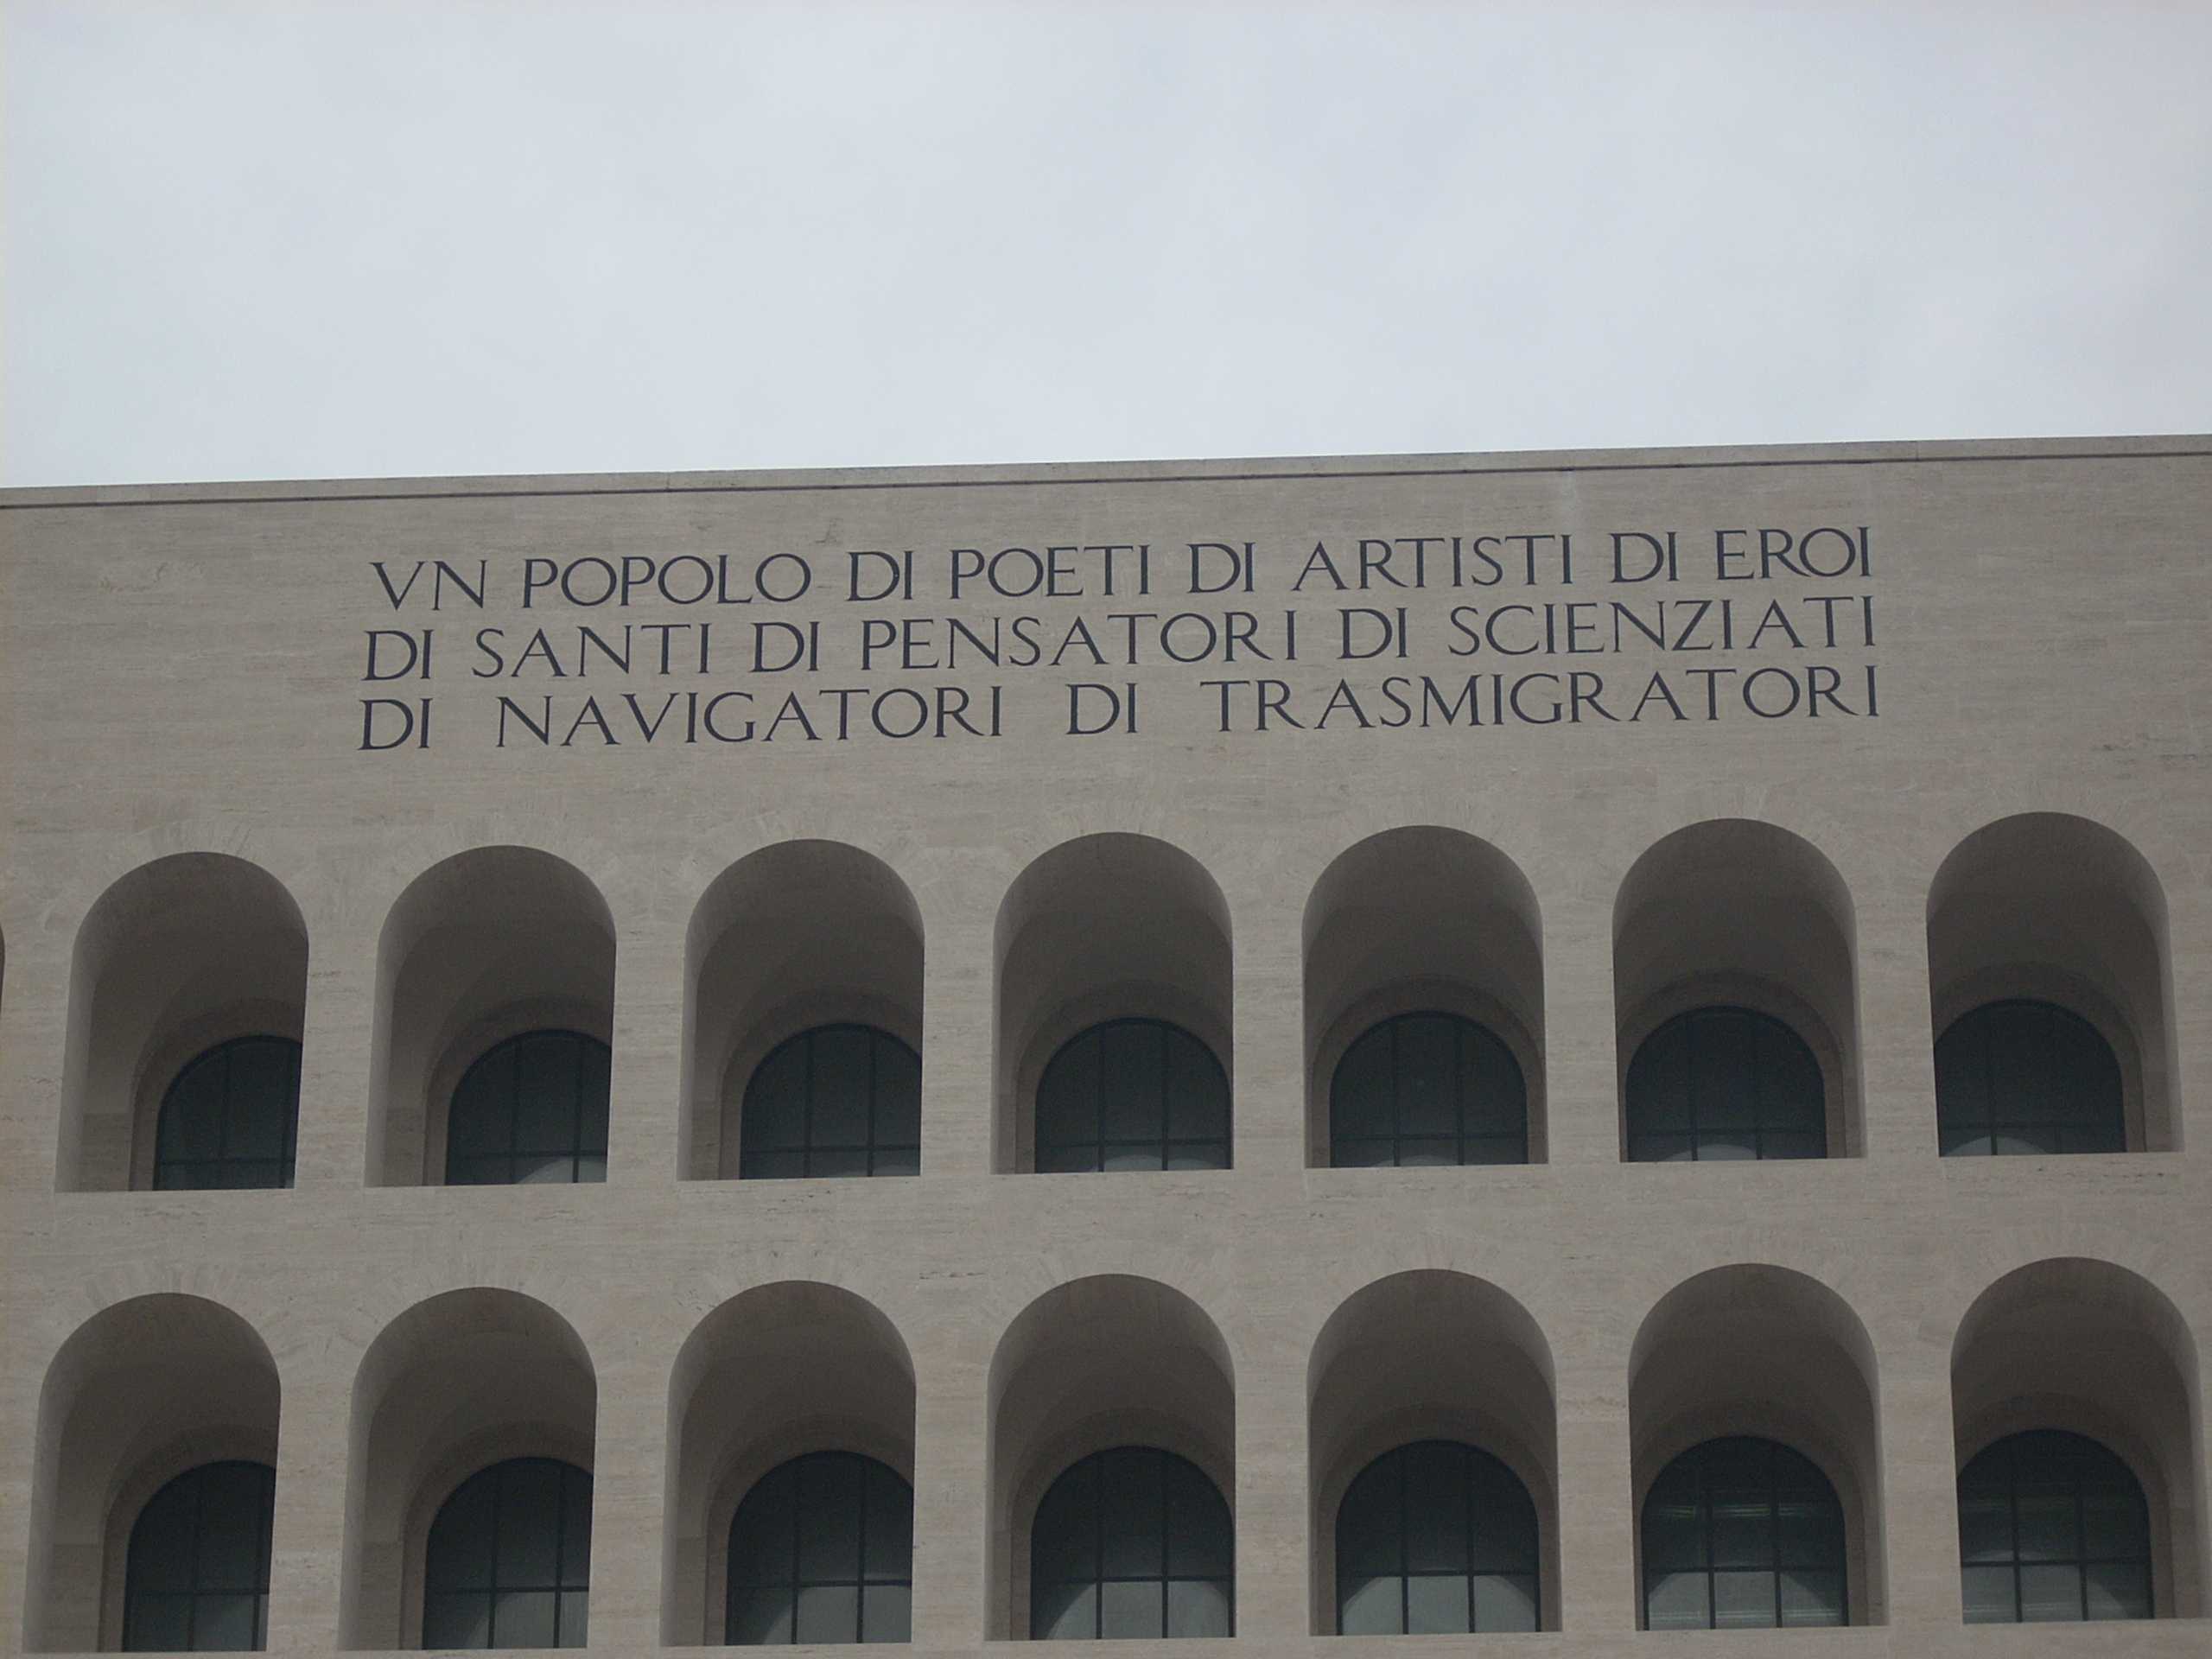 VN POPOLO DI POETI DI ARTISTI DI EROI
DI SANTI DI PENSATORI DI SCIENZIATI
DI NAVIGATORI DI TRASMIGRATORI